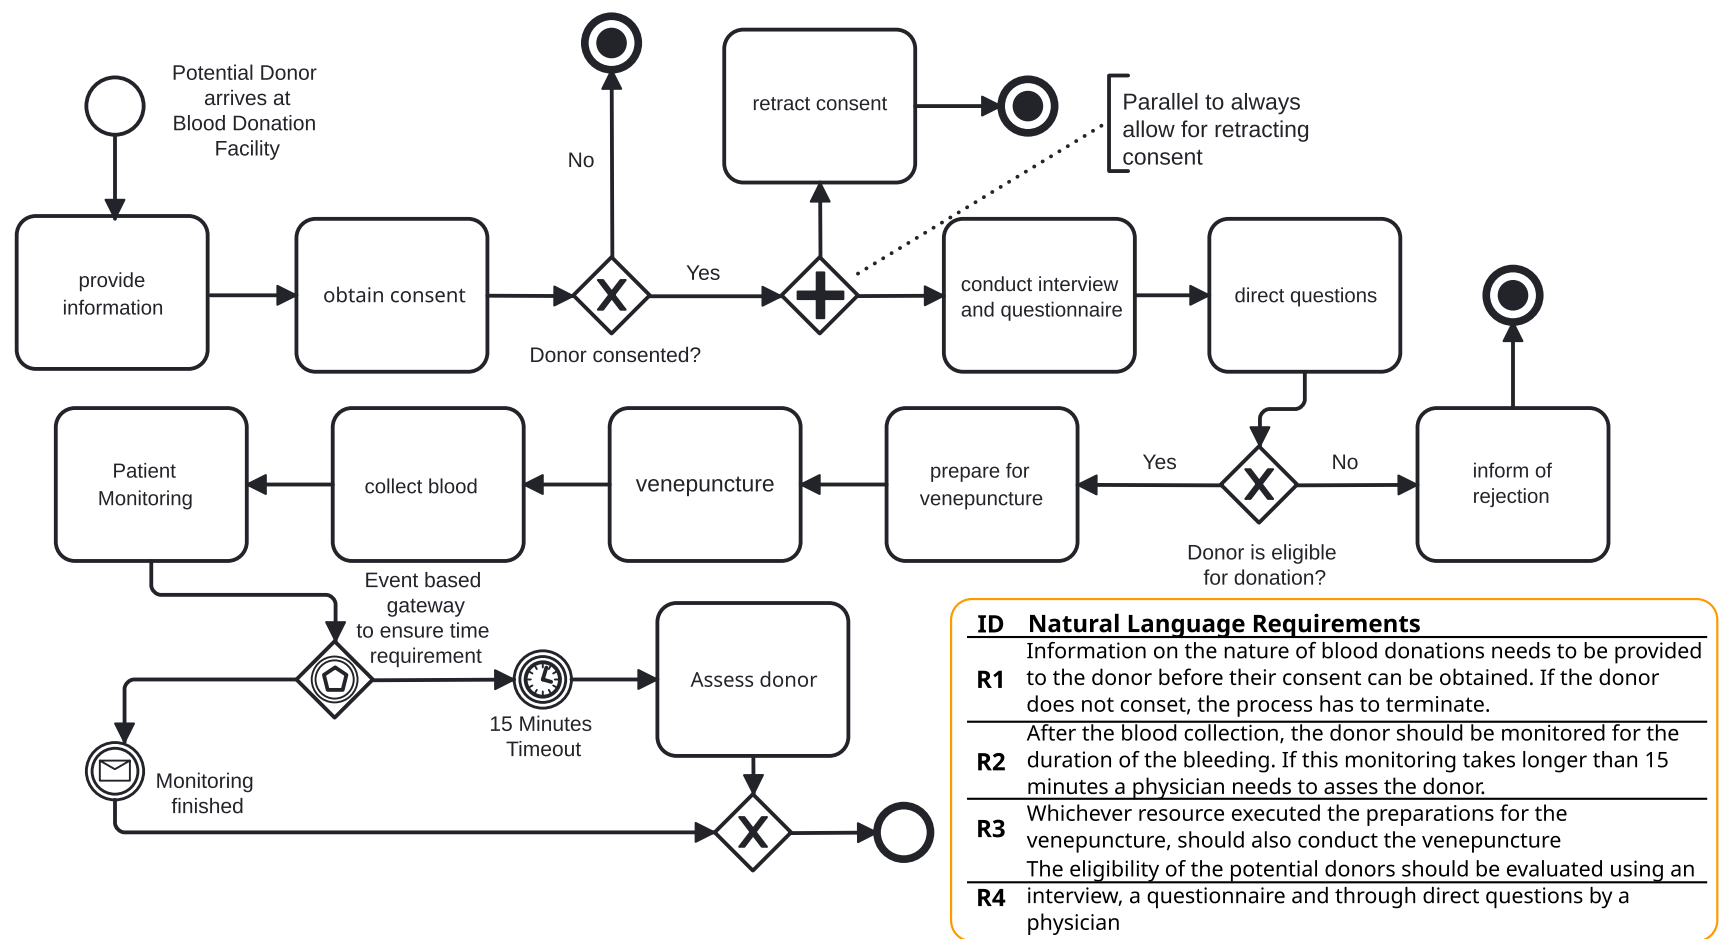 Potential Donor
arrives at
Blood Donation
Facility
No
retract consent
Parallel to always
allow for retracting
consent
provide
information
obtain consent
Yes
Donor consented?
conduct interview
and questionnaire
direct questions
Patient
Monitoring
collect blood
venepuncture
prepare for
venepuncture
Yes
No
inform of
rejection
Donor is eligible
for donation?
Event based
gateway
to ensure time
requirement
15 Minutes
Timeout
Assess donor
Monitoring
finished
ID Natural Language Requirements
R1 Information on the nature of blood donations needs to be provided
to the donor before their consent can be obtained. If the donor
does not conset, the process has to terminate.
R2 After the blood collection, the donor should be monitored for the
duration of the bleeding. If this monitoring takes longer than 15
minutes a physician needs to asses the donor.
R3 Whichever resource executed the preparations for the
venepuncture, should also conduct the venepuncture
R4 The eligibility of the potential donors should be evaluated using an
interview, a questionnaire and through direct questions by a
physician